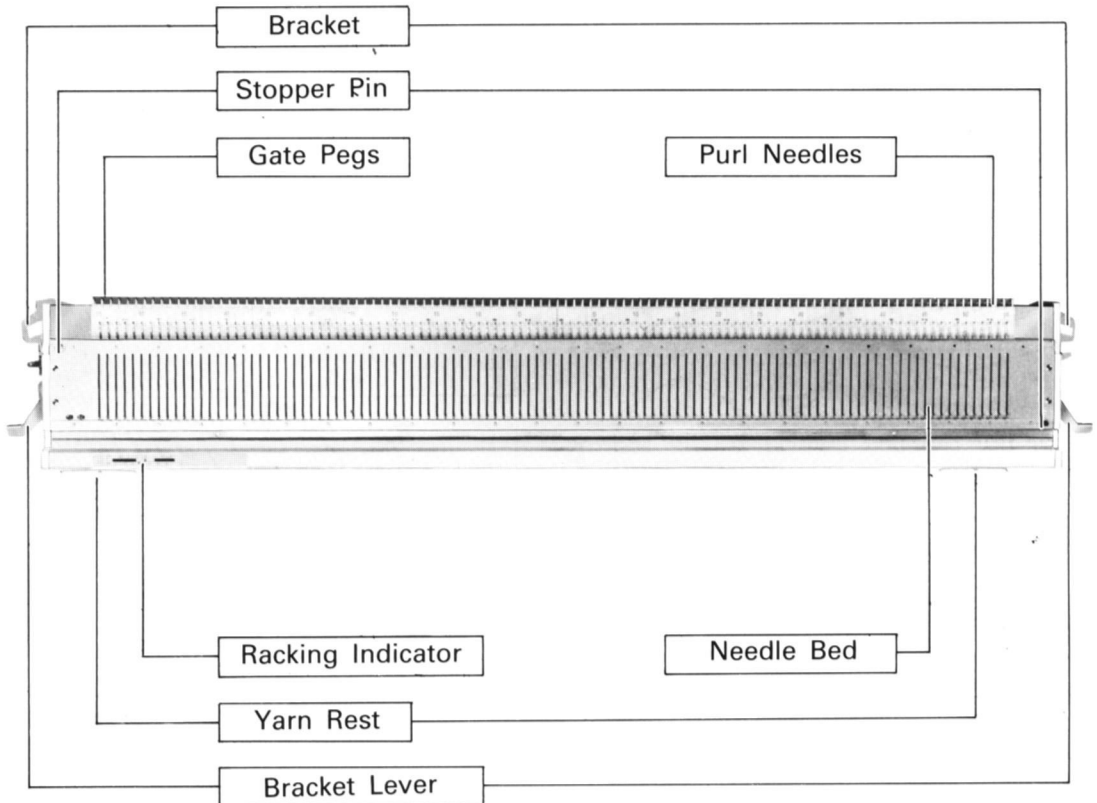 Bracket
Stopper Pin
Gate Pegs
Purl Needles
Racking Indicator
Needle Bed
Yarn Rest
Bracket Lever